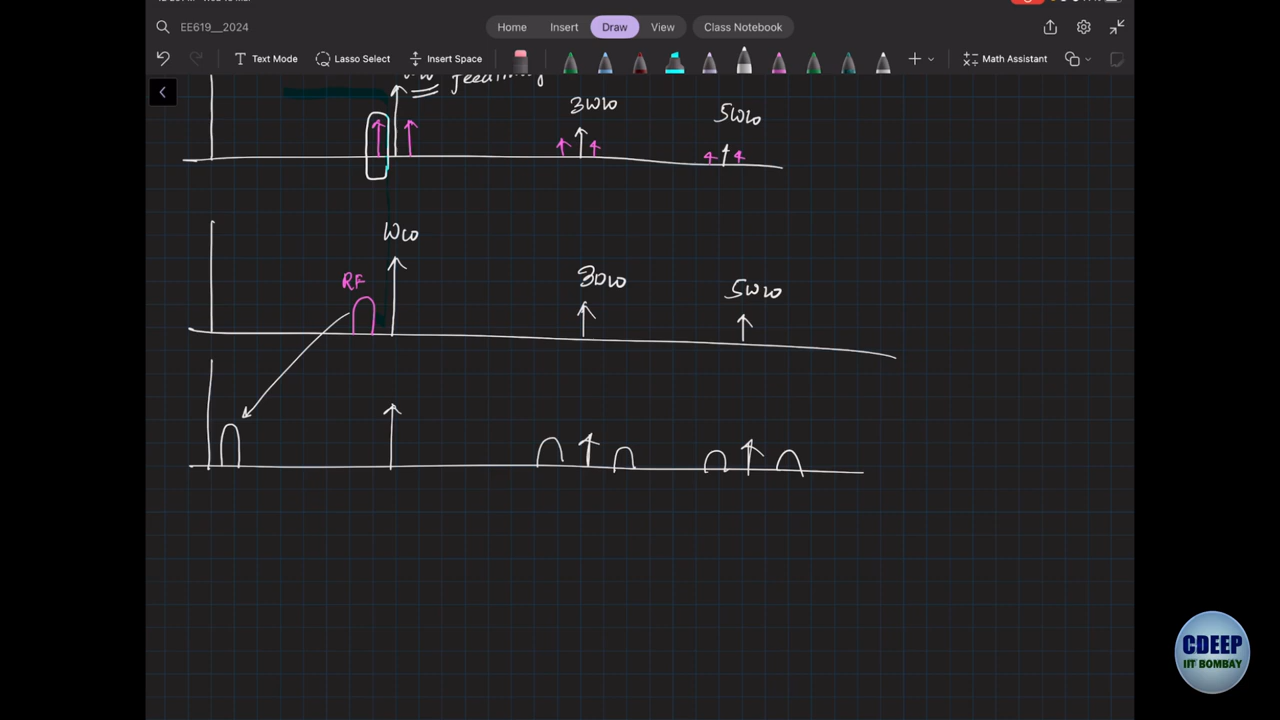 EE619__2024
Home Insert Draw View Class Notebook
Text Mode Lasso Select Insert Space Math Assistant
3ωLO
5ωLO
ωLO
RF
3ωLO
5ωLO
CDEEP
IIT BOMBAY